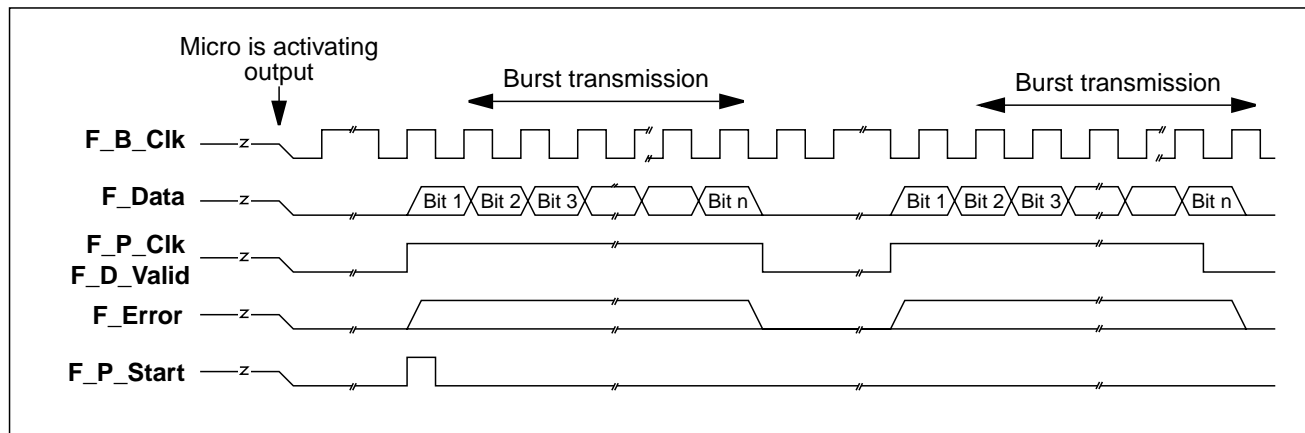 Micro is activating
output
Burst transmission
Burst transmission
F_B_Clk
z
F_Data
z
Bit 1
Bit 2
Bit 3
Bit n
Bit 1
Bit 2
Bit 3
Bit n
F_P_Clk
z
F_D_Valid
F_Error
z
F_P_Start
z